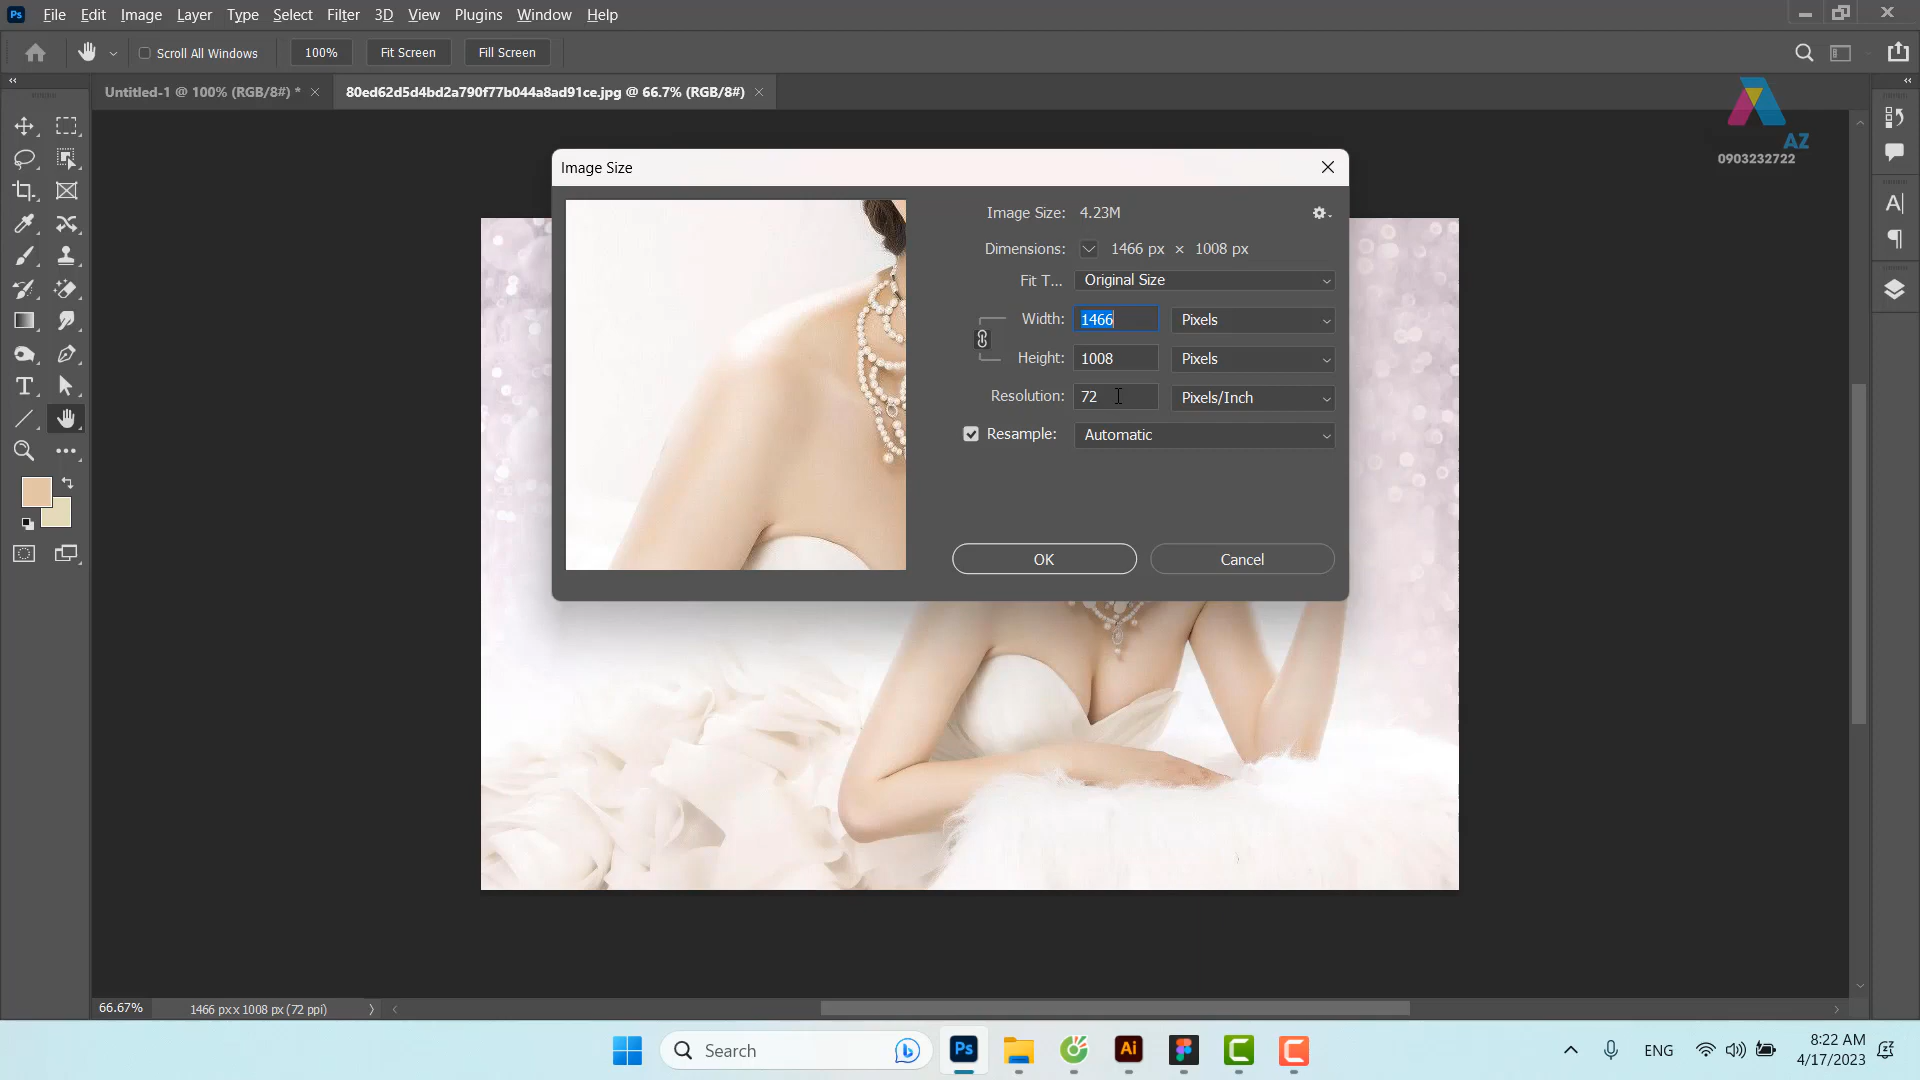 Ps File Edit Image Layer Type Select Filter 3D View Plugins Window Help
Scroll All Windows 100% Fit Screen Fill Screen
Untitled-1 @ 100% (RGB/8#) * 80ed62d5d4bd2a790f77b044a8ad91ce.jpg @ 66.7% (RGB/8#)
AZ
0903232722
Image Size
Image Size: 4.23M
Dimensions: 1466 px × 1008 px
Fit T... Original Size
Width: 1466 Pixels
Height: 1008 Pixels
Resolution: 72 Pixels/Inch
Resample: Automatic
OK Cancel
66.67% 1466 px x 1008 px (72 ppi)
Search Ps Ai ENG 8:22 AM
4/17/2023